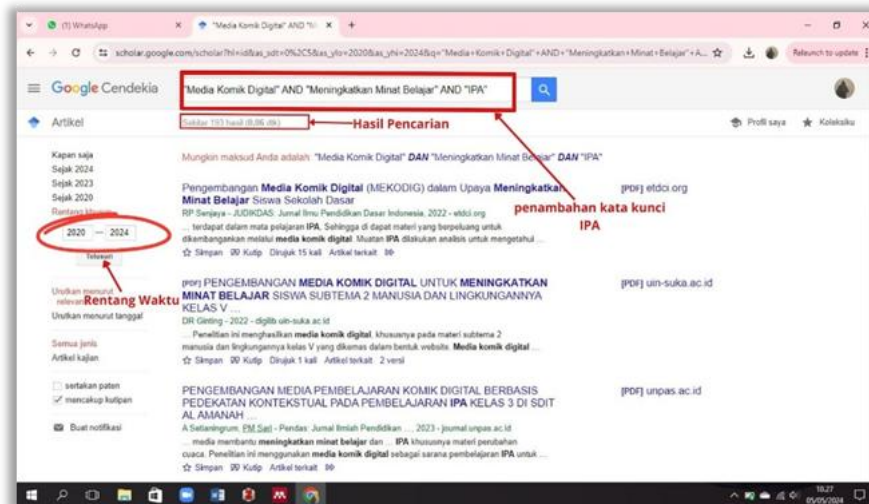 (1) WhatsApp
"Media Komik Digital" AND "M
scholar.google.com/scholar?hl=id&as_sdt=0%2C5&as_ylo=2020&as_yhi=2024&q="Media+Komik+Digital"+AND+"Meningkatkan+Minat+Belajar"+A...
Relaunch to update
Google Cendekia
"Media Komik Digital" AND "Meningkatkan Minat Belajar" AND "IPA"
Artikel
Sekitar 193 hasil (0,06 dtk)
Hasil Pencarian
Profil saya
Koleksiku
Kapan saja
Sejak 2024
Sejak 2023
Sejak 2020
Rentang khusus
2020 — 2024
Telusuri
Rentang Waktu
Urutkan menurut relevansi
Urutkan menurut tanggal
Semua jenis
Artikel kajian
sertakan paten
mencakup kutipan
Buat notifikasi
Mungkin maksud Anda adalah: "Media Komik Digital" DAN "Meningkatkan Minat Belajar" DAN "IPA"
Pengembangan Media Komik Digital (MEKODIG) dalam Upaya Meningkatkan
Minat Belajar Siswa Sekolah Dasar
RP Senjaya - JUDIKDAS: Jurnal Ilmu Pendidikan Dasar Indonesia, 2022 - etdci.org
... terdapat dalam mata pelajaran IPA. Sehingga di dapat materi yang berpeluang untuk
dikembangankan melalui media komik digital. Muatan IPA dilakukan analisis untuk mengetahui ...
Simpan Kutip Dirujuk 15 kali Artikel terkait
[PDF] etdci.org
penambahan kata kunci
IPA
[PDF] PENGEMBANGAN MEDIA KOMIK DIGITAL UNTUK MENINGKATKAN
MINAT BELAJAR SISWA SUBTEMA 2 MANUSIA DAN LINGKUNGANNYA
KELAS V ...
DR Ginting - 2022 - digilib.uin-suka.ac.id
... Penelitian ini menghasilkan media komik digital, khususnya pada materi subtema 2
manusia dan lingkungannya kelas V yang dikemas dalam bentuk website. Media komik digital ...
Simpan Kutip Dirujuk 1 kali Artikel terkait 2 versi
[PDF] uin-suka.ac.id
PENGEMBANGAN MEDIA PEMBELAJARAN KOMIK DIGITAL BERBASIS
PEDEKATAN KONTEKSTUAL PADA PEMBELAJARAN IPA KELAS 3 DI SDIT
AL AMANAH ...
A Setianingrum, PM Sari - Pendas: Jurnal Ilmiah Pendidikan ..., 2023 - journal.unpas.ac.id
... media membantu meningkatkan minat belajar dan ... IPA khususnya materi perubahan
cuaca. Penelitian ini menggunakan media komik digital sebagai sarana pembelajaran IPA untuk ...
Simpan Kutip Artikel terkait
[PDF] unpas.ac.id
18.27
05/05/2024